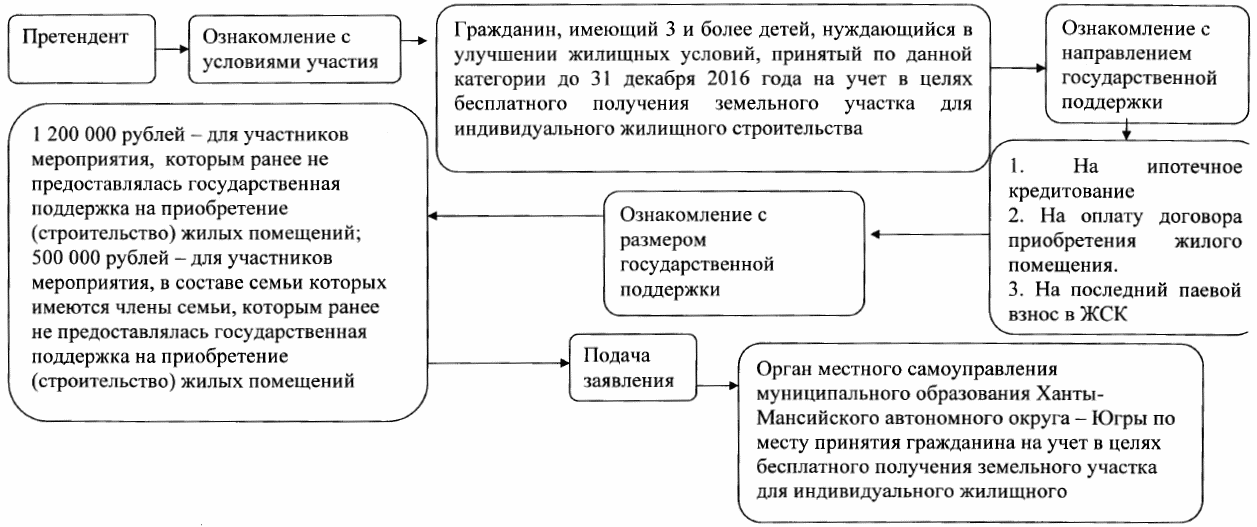 Претендент
Ознакомление с
условиями участия
Гражданин, имеющий 3 и более детей, нуждающийся в
улучшении жилищных условий, принятый по данной
категории до 31 декабря 2016 года на учет в целях
бесплатного получения земельного участка для
индивидуального жилищного строительства
Ознакомление с
направлением
государственной
поддержки
1. На ипотечное
кредитование
2. На оплату договора
приобретения жилого
помещения.
3. На последний паевой
взнос в ЖСК
Ознакомление с
размером
государственной
поддержки
1 200 000 рублей – для участников
мероприятия, которым ранее не
предоставлялась государственная
поддержка на приобретение
(строительство) жилых помещений;
500 000 рублей – для участников
мероприятия, в составе семьи которых
имеются члены семьи, которым ранее
не предоставлялась государственная
поддержка на приобретение
(строительство) жилых помещений
Подача
заявления
Орган местного самоуправления
муниципального образования Ханты-
Мансийского автономного округа – Югры по
месту принятия гражданина на учет в целях
бесплатного получения земельного участка
для индивидуального жилищного